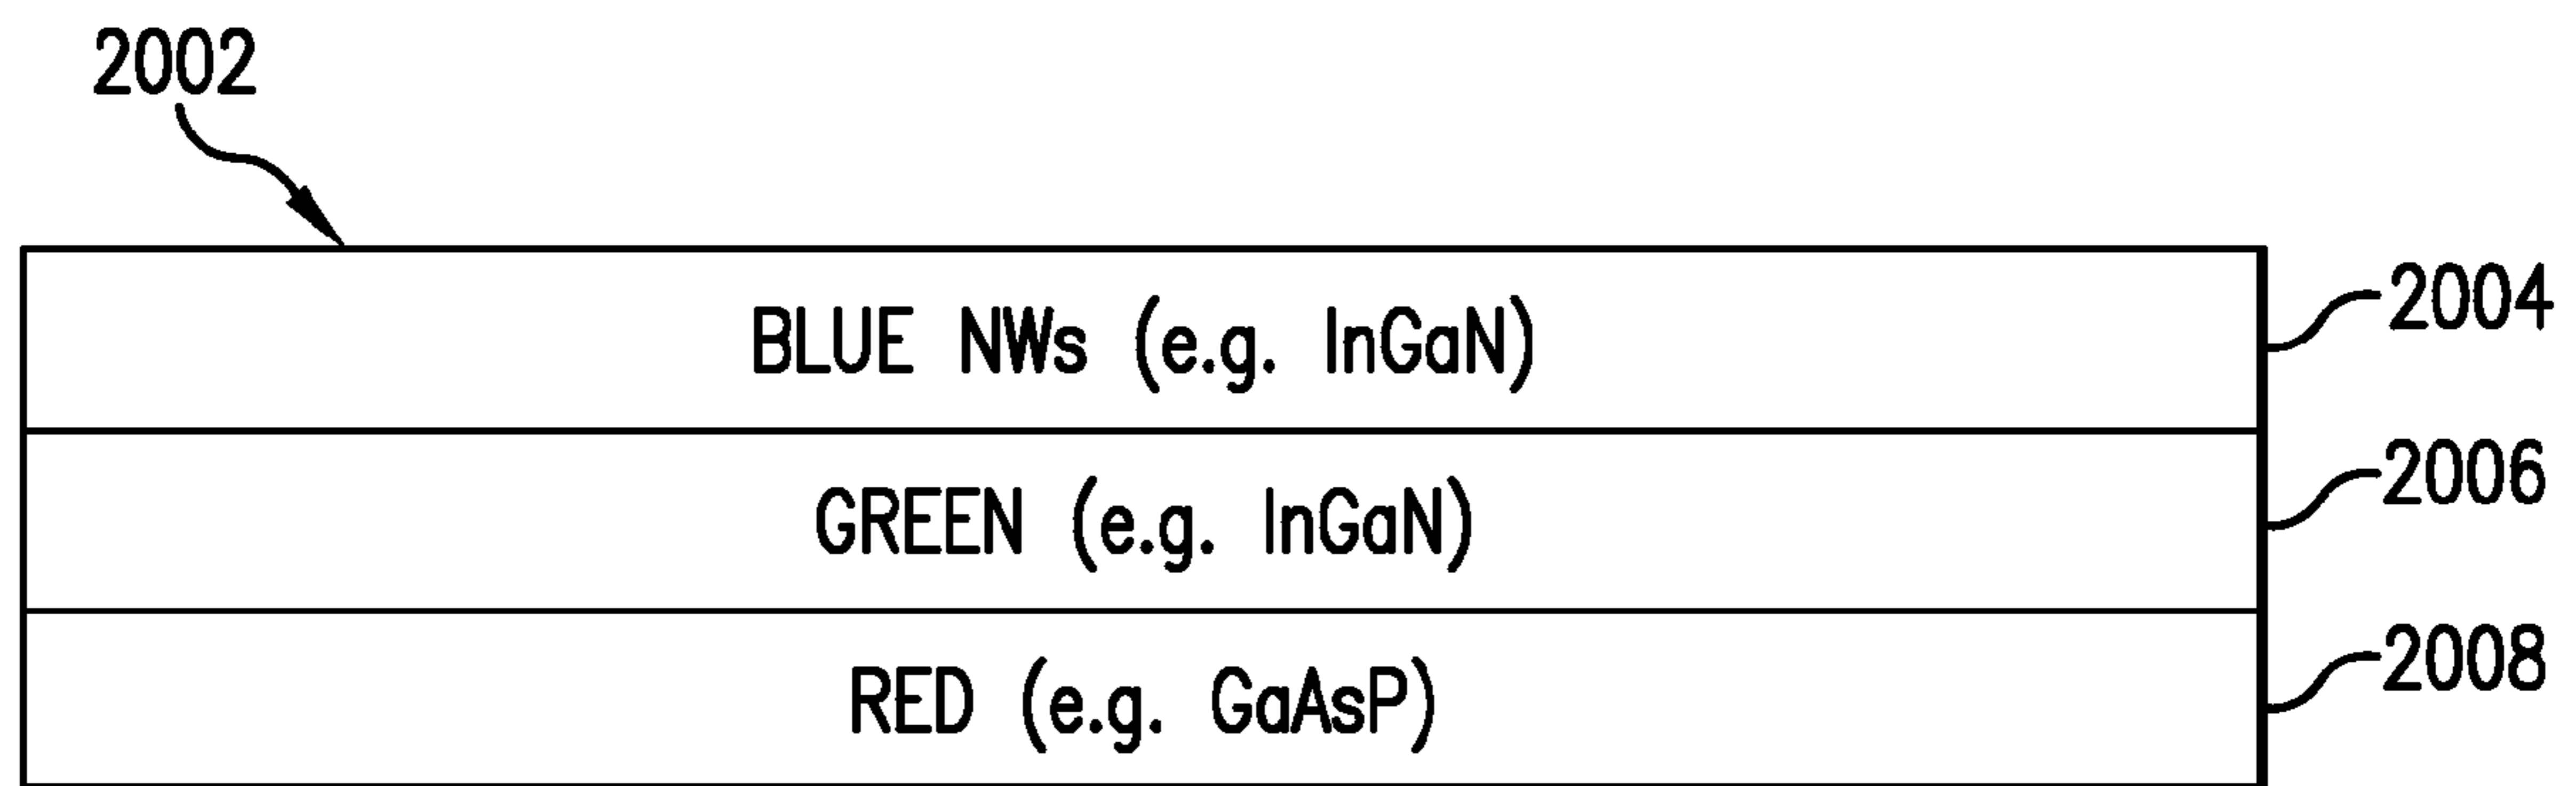 2002
BLUE NWs (e.g. InGaN)
2004
GREEN (e.g. InGaN)
2006
RED (e.g. GaAsP)
2008